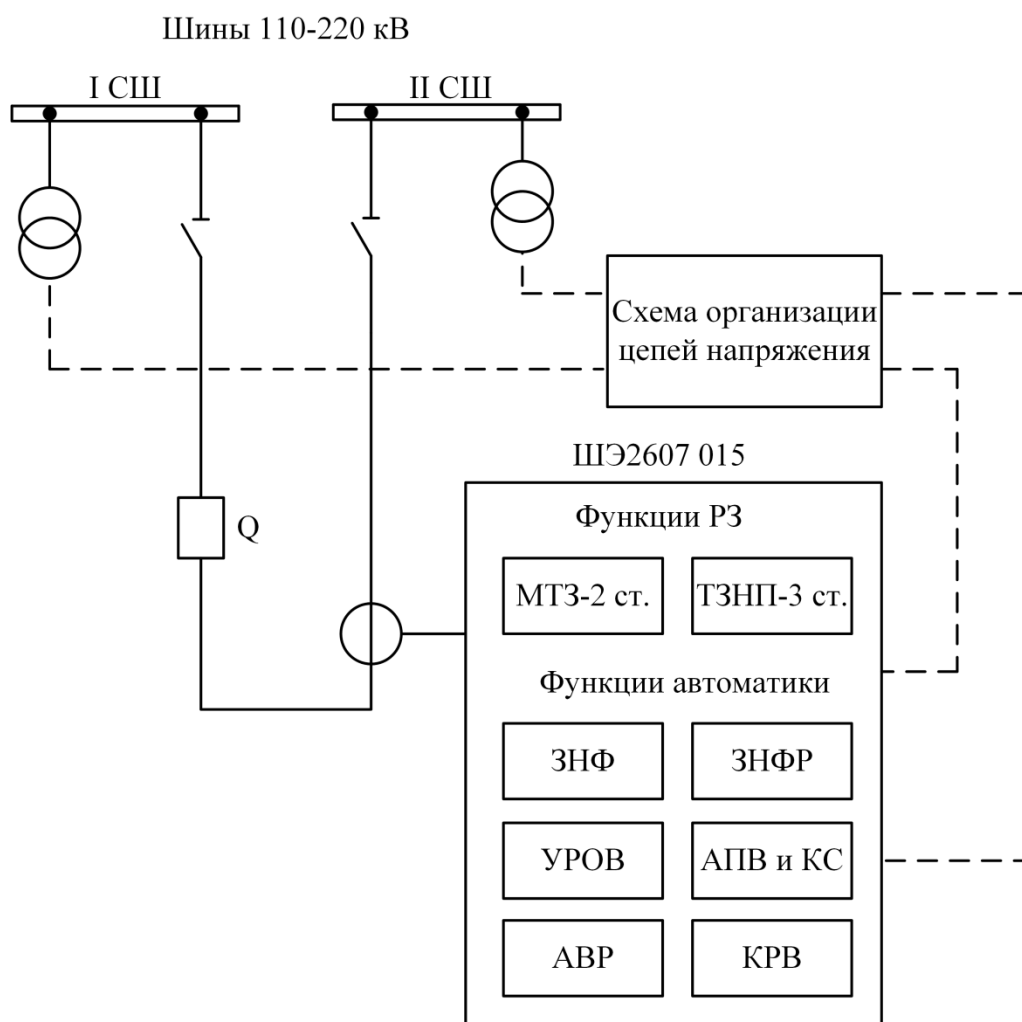 Шины 110-220 кВ
I СШ
II СШ
Схема организации
цепей напряжения
ШЭ2607 015
Q
Функции РЗ
МТЗ-2 ст.
ТЗНП-3 ст.
Функции автоматики
ЗНФ
ЗНФР
УРОВ
АПВ и КС
АВР
КРВ